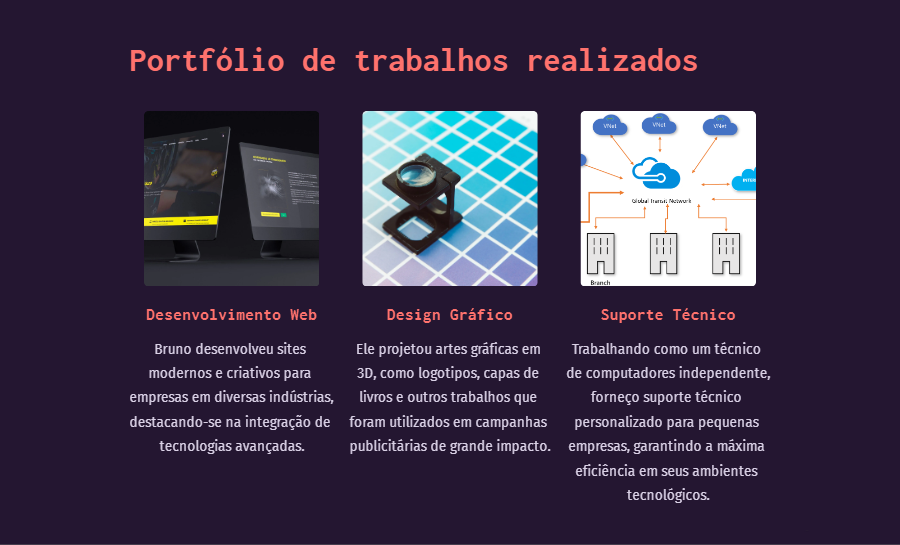 Portfólio de trabalhos realizados
VNet
VNet
VNet
INTER
Global Transit Network
Branch
Desenvolvimento Web
Bruno desenvolveu sites
modernos e criativos para
empresas em diversas indústrias,
destacando-se na integração de
tecnologias avançadas.
Design Gráfico
Ele projetou artes gráficas em
3D, como logotipos, capas de
livros e outros trabalhos que
foram utilizados em campanhas
publicitárias de grande impacto.
Suporte Técnico
Trabalhando como um técnico
de computadores independente,
forneço suporte técnico
personalizado para pequenas
empresas, garantindo a máxima
eficiência em seus ambientes
tecnológicos.